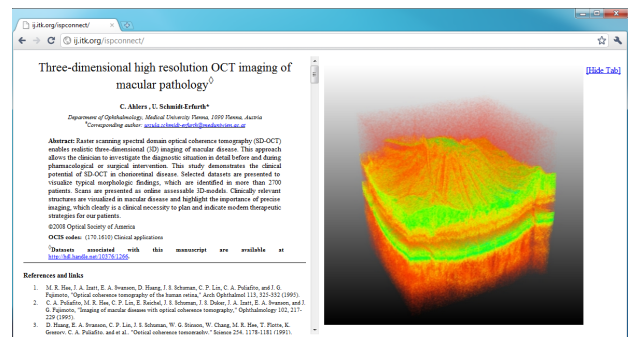 ij.itk.org/ispconnect/
ij.itk.org/ispconnect/
Three-dimensional high resolution OCT imaging of
macular pathology◊
C. Ahlers , U. Schmidt-Erfurth*
Department of Ophthalmology, Medical University Vienna, 1090 Vienna, Austria
*Corresponding author: ursula.schmidt-erfurth@meduniwien.ac.at
Abstract: Raster scanning spectral domain optical coherence tomography (SD-OCT)
enables realistic three-dimensional (3D) imaging of macular disease. This approach
allows the clinician to investigate the diagnostic situation in detail before and during
pharmacological or surgical intervention. This study demonstrates the clinical
potential of SD-OCT in chorioretinal disease. Selected datasets are presented to
visualize typical morphologic findings, which are identified in more than 2700
patients. Scans are presented as online assessable 3D-models. Clinically relevant
structures are visualized in macular disease and highlight the importance of precise
imaging, which clearly is a clinical necessity to plan and indicate modern therapeutic
strategies for our patients.
©2008 Optical Society of America
OCIS codes: (170.1610) Clinical applications
◊Datasets associated with this manuscript are available at
http://hdl.handle.net/10376/1266.
References and links
1. M. R. Hee, J. A. Izatt, E. A. Swanson, D. Huang, J. S. Schuman, C. P. Lin, C. A. Puliafito, and J. G.
Fujimoto, "Optical coherence tomography of the human retina," Arch Ophthalmol 113, 325-332 (1995).
2. C. A. Puliafito, M. R. Hee, C. P. Lin, E. Reichel, J. S. Schuman, J. S. Duker, J. A. Izatt, E. A. Swanson, and J.
G. Fujimoto, "Imaging of macular diseases with optical coherence tomography," Ophthalmology 102, 217-
229 (1995).
3. D. Huang, E. A. Swanson, C. P. Lin, J. S. Schuman, W. G. Stinson, W. Chang, M. R. Hee, T. Flotte, K.
Gregory, C. A. Puliafito, and et al., "Optical coherence tomography," Science 254, 1178-1181 (1991).
[Hide Tab]